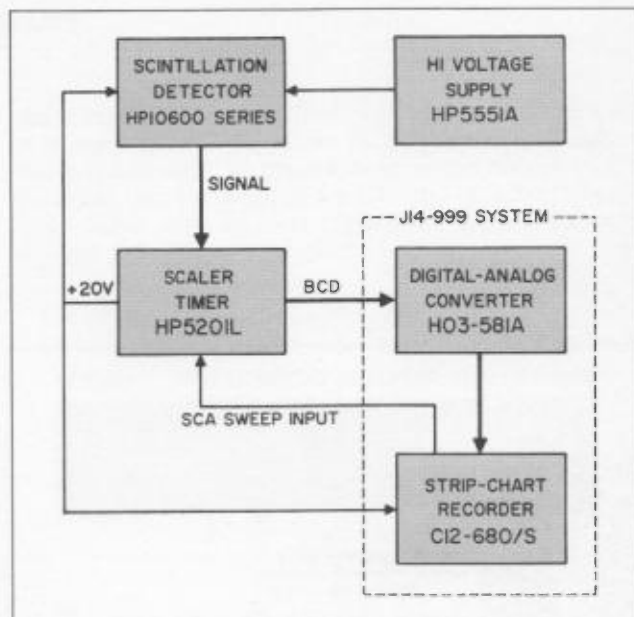 SCINTILLATION
DETECTOR
HP10600 SERIES
HI VOLTAGE
SUPPLY
HP5551A
SIGNAL
J14-999 SYSTEM
+20V
SCALER
TIMER
HP5201L
BCD
DIGITAL-ANALOG
CONVERTER
H03-581A
SCA SWEEP INPUT
STRIP-CHART
RECORDER
C12-680/S